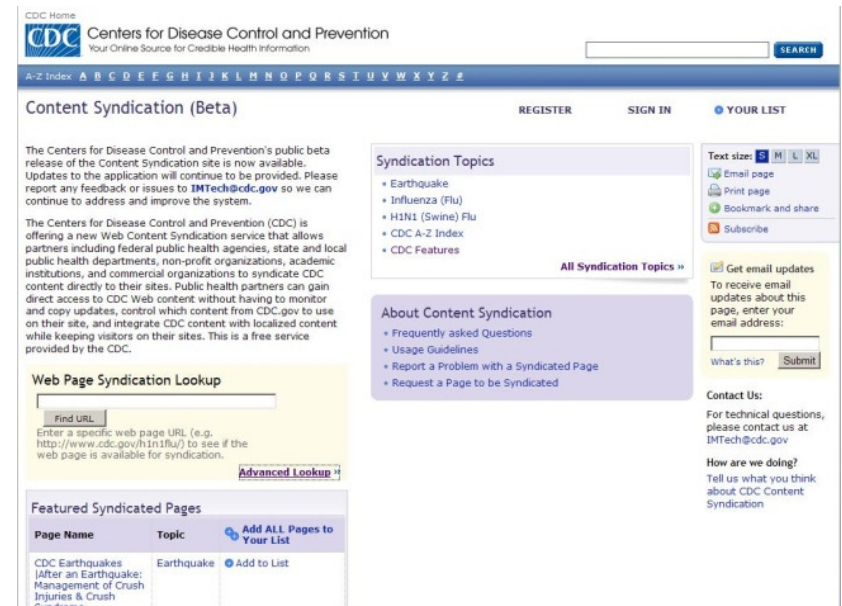 CDC Home
CDC
Centers for Disease Control and Prevention
Your Online Source for Credible Health Information
SEARCH
A-Z Index A B C D E F G H I J K L M N O P Q R S T U V W X Y Z #
Content Syndication (Beta)
REGISTER SIGN IN YOUR LIST
The Centers for Disease Control and Prevention's public beta
release of the Content Syndication site is now available.
Updates to the application will continue to be provided. Please
report any feedback or issues to IMTech@cdc.gov so we can
continue to address and improve the system.
The Centers for Disease Control and Prevention (CDC) is
offering a new Web Content Syndication service that allows
partners including federal public health agencies, state and local
public health departments, non-profit organizations, academic
institutions, and commercial organizations to syndicate CDC
content directly to their sites. Public health partners can gain
direct access to CDC Web content without having to monitor
and copy updates, control which content from CDC.gov to use
on their site, and integrate CDC content with localized content
while keeping visitors on their sites. This is a free service
provided by the CDC.
Web Page Syndication Lookup
Find URL
Enter a specific web page URL (e.g.
http://www.cdc.gov/h1n1flu/) to see if the
web page is available for syndication.
Advanced Lookup »
Featured Syndicated Pages
Page Name Topic Add ALL Pages to
Your List
CDC Earthquakes Earthquake Add to List
|After an Earthquake:
Management of Crush
Injuries & Crush
Syndrome
Syndication Topics
Earthquake
Influenza (Flu)
H1N1 (Swine) Flu
CDC A-Z Index
CDC Features
All Syndication Topics »
About Content Syndication
Frequently asked Questions
Usage Guidelines
Report a Problem with a Syndicated Page
Request a Page to be Syndicated
Text size: S M L XL
Email page
Print page
Bookmark and share
Subscribe
Get email updates
To receive email
updates about this
page, enter your
email address:
What's this? Submit
Contact Us:
For technical questions,
please contact us at
IMTech@cdc.gov
How are we doing?
Tell us what you think
about CDC Content
Syndication